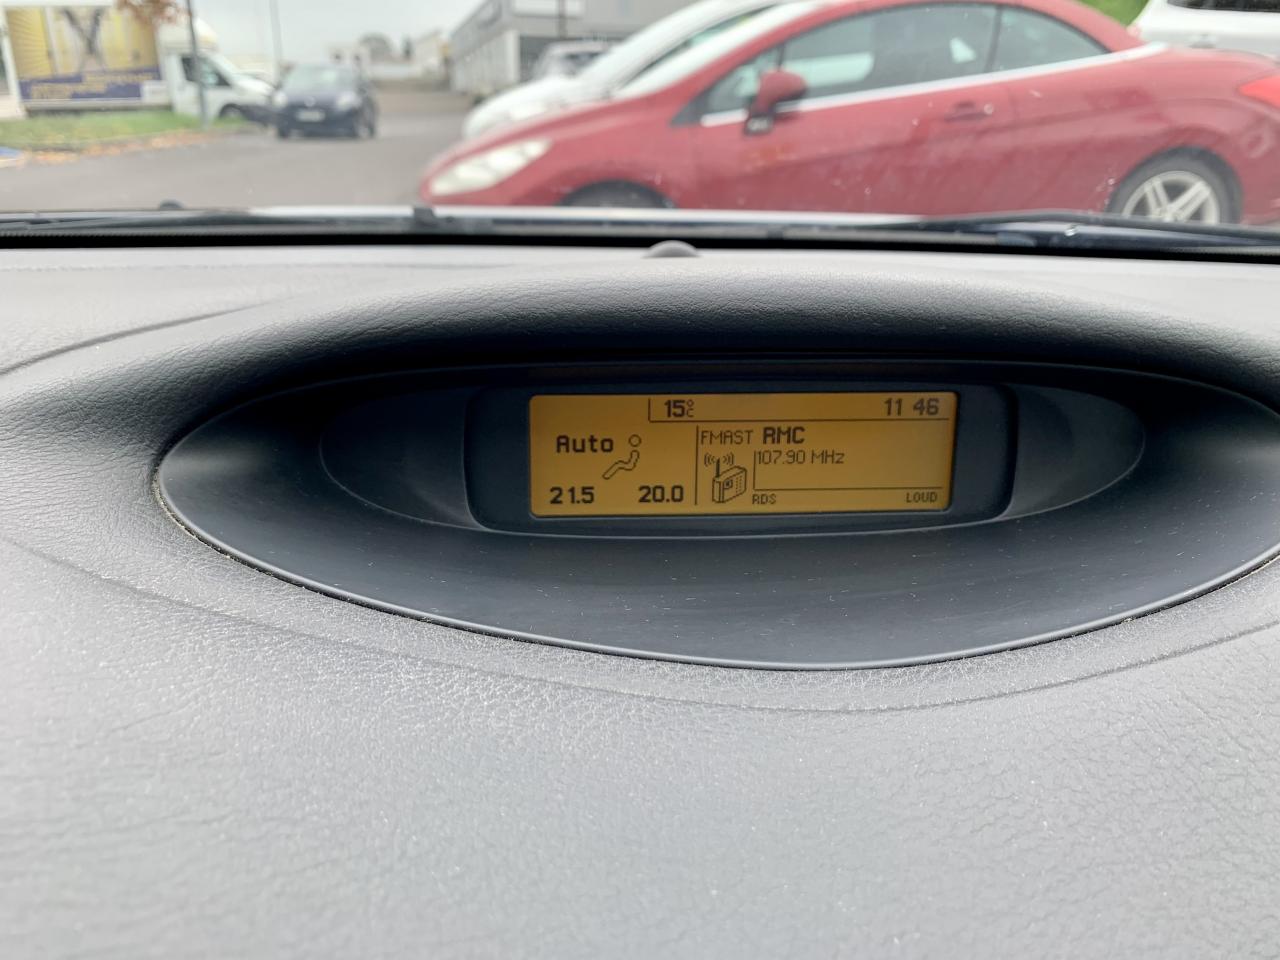 15°C 11 46
Auto
FMAST RMC
107.90 MHz
21.5 20.0
RDS LOUD